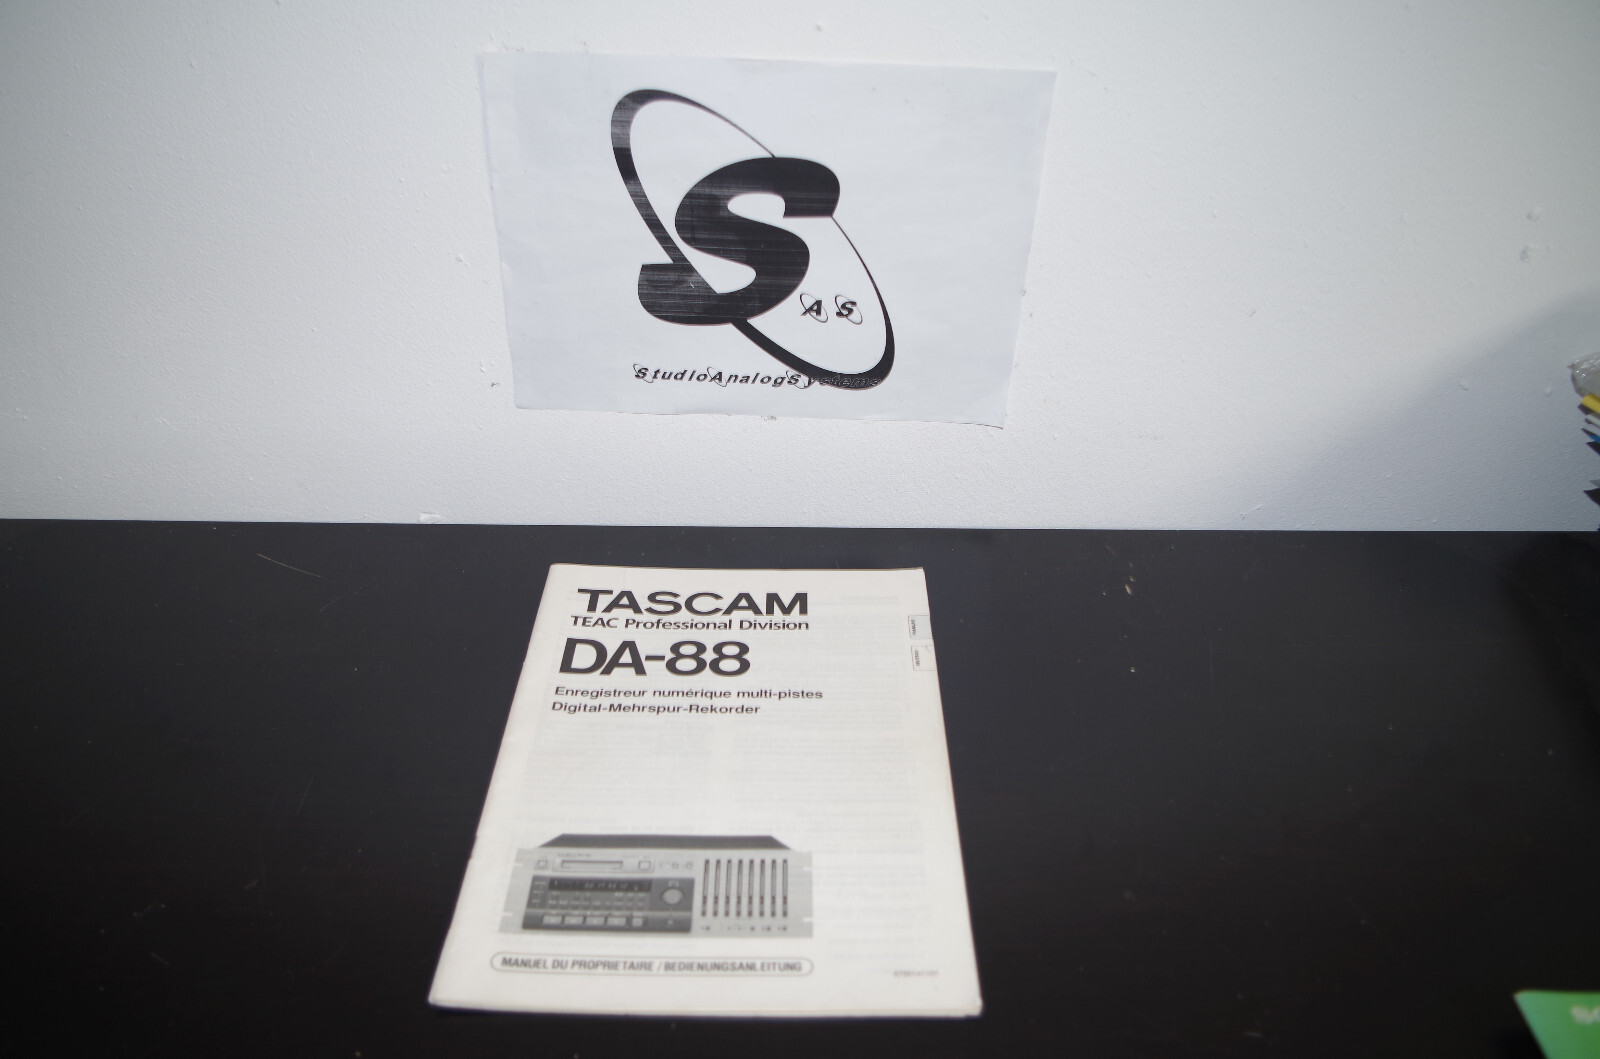 S
A S
StudioAnalogSystems
TASCAM
TEAC Professional Division
DA-88
Enregistreur numérique multi-pistes
Digital-Mehrspur-Rekorder
MANUEL DU PROPRIETAIRE / BEDIENUNGSANLEITUNG